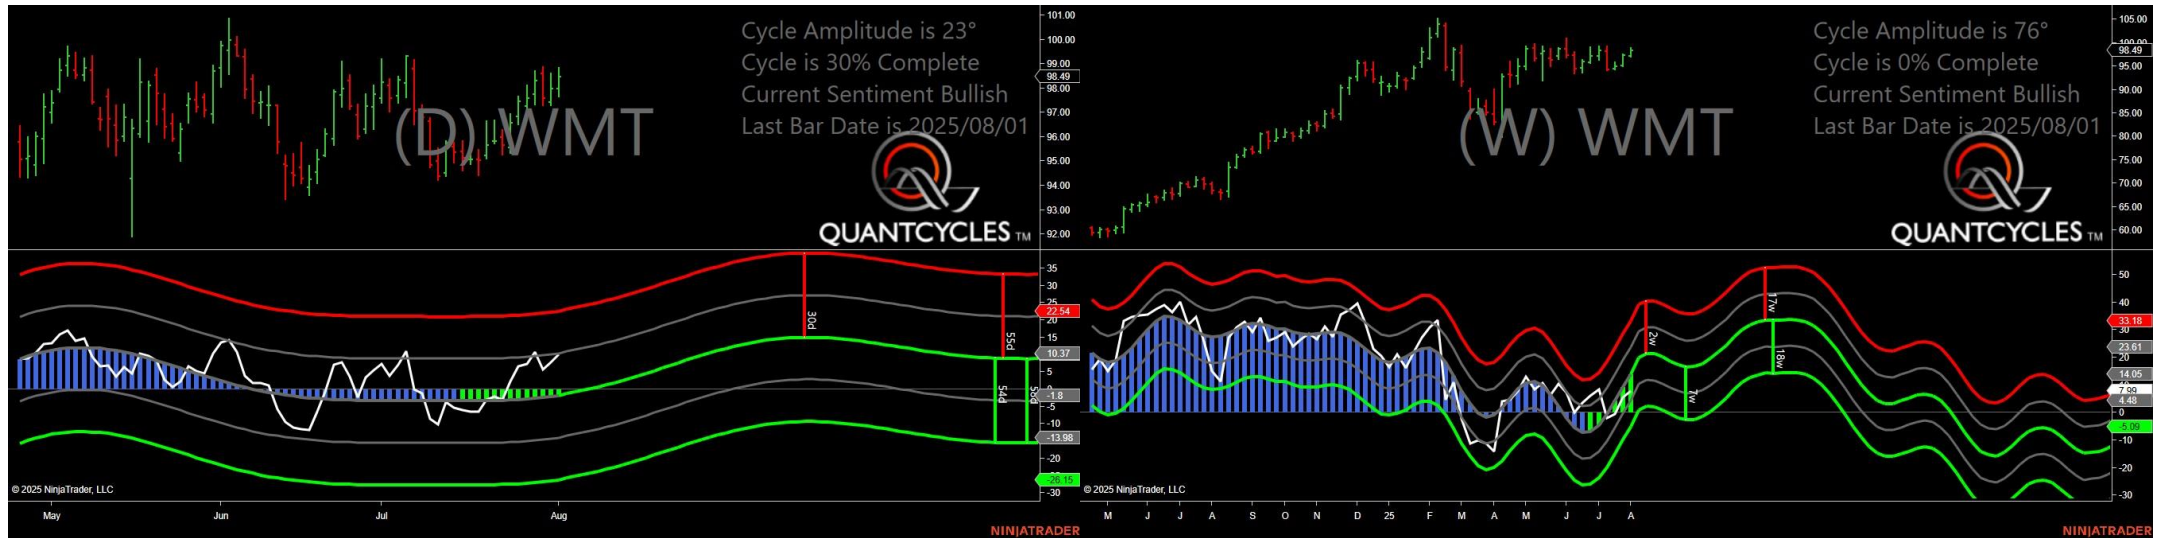 Cycle Amplitude is 23°
Cycle is 30% Complete
Current Sentiment Bullish
Last Bar Date is 2025/08/01
(D) WMT
QUANTCYCLES TM
101.00
100.00
99.00
98.49
98.00
97.00
96.00
95.00
94.00
93.00
92.00
35
30
25
22.54
20
15
10.37
5
0
-1.8
-5
-10
-13.98
-20
-26.15
-30
30d
55d
54d
58d
© 2025 NinjaTrader, LLC
May
Jun
Jul
Aug
NINJATRADER
Cycle Amplitude is 76°
Cycle is 0% Complete
Current Sentiment Bullish
Last Bar Date is 2025/08/01
(W) WMT
QUANTCYCLES TM
105.00
100.00
98.49
95.00
90.00
85.00
80.00
75.00
70.00
65.00
60.00
50
40
33.18
30
23.61
20
14.05
7.99
4.48
0
-5.09
-10
-20
-30
2w
7w
17w
18w
© 2025 NinjaTrader, LLC
M
J
J
A
S
O
N
D
25
F
M
A
M
J
J
A
NINJATRADER